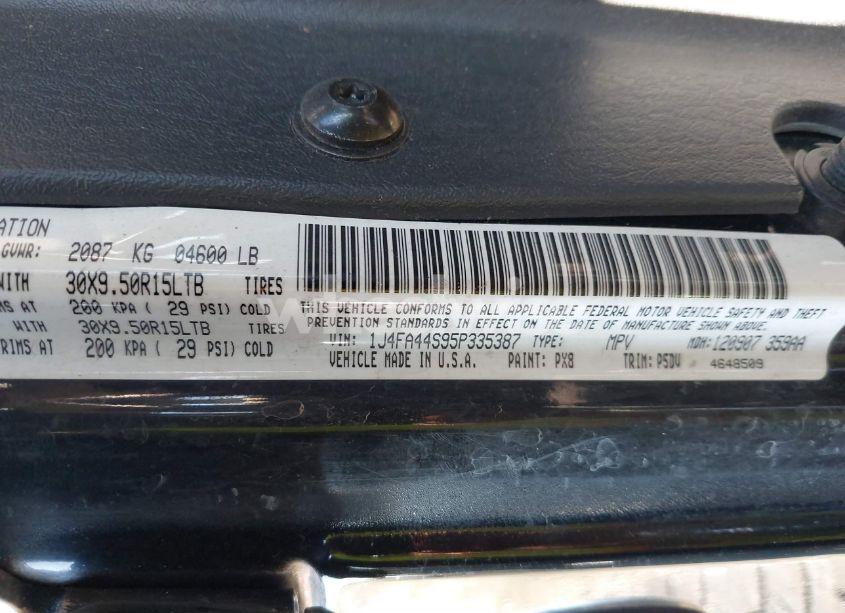 ATION
GVWR: 2087 KG 04600 LB
WITH 30X9.50R15LTB TIRES
MS AT 200 KPA ( 29 PSI) COLD
WITH 30X9.50R15LTB TIRES
RIMS AT 200 KPA ( 29 PSI) COLD
THIS VEHICLE CONFORMS TO ALL APPLICABLE FEDERAL MOTOR VEHICLE SAFETY AND THEFT
PREVENTION STANDARDS IN EFFECT ON THE DATE OF MANUFACTURE SHOWN ABOVE.
VIN: 1J4FA44S95P335387 TYPE: MPV MDH: 120907 359AA
VEHICLE MADE IN U.S.A. PAINT: PX8 TRIM: P5DV 4648509